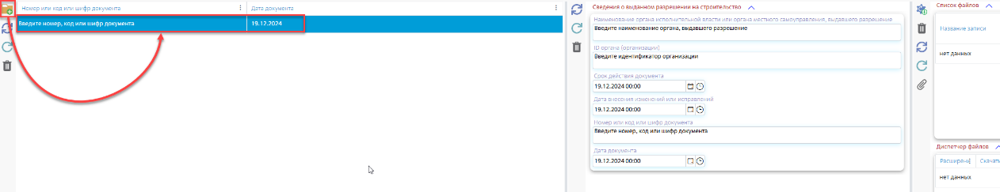 Номер или код или шифр документа
Дата документа
Введите номер, код или шифр документа
19.12.2024
Сведения о выданном разрешении на строительство
Наименование органа исполнительной власти или органа местного самоуправления, выдавшего разрешение
Введите наименование органа, выдавшего разрешение
ID органа (организации)
Введите идентификатор организации
Срок действия документа
19.12.2024 00:00
Дата внесения изменений или исправлений
19.12.2024 00:00
Номер или код или шифр документа
Введите номер, код или шифр документа
Дата документа
19.12.2024 00:00
Список файлов
Название записи
нет данных
Диспетчер файлов
Расширени
Скачать
нет данных